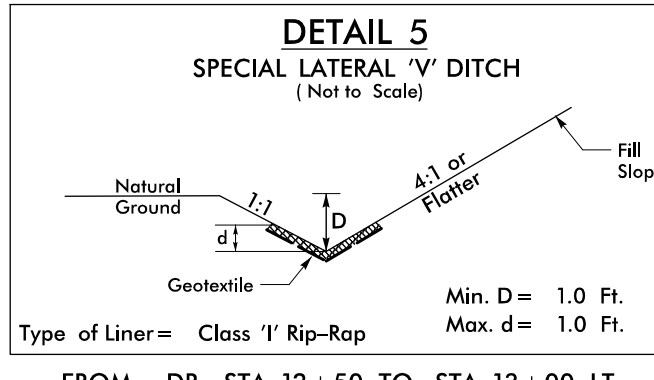 DETAIL 5
SPECIAL LATERAL 'V' DITCH
( Not to Scale)
Natural
Ground
1:1
D
d
4:1 or
Flatter
Fill
Slop
Geotextile
Min. D = 1.0 Ft.
Max. d = 1.0 Ft.
Type of Liner = Class 'I' Rip-Rap